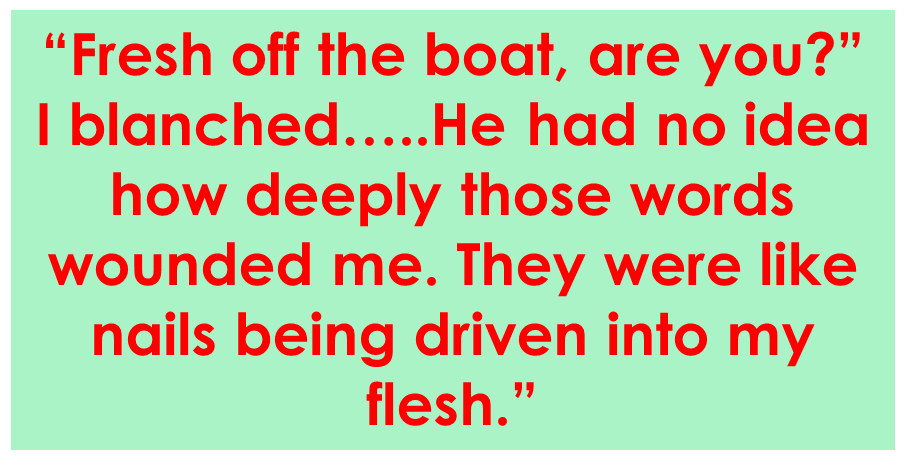 “Fresh off the boat, are you?”
I blanched…..He had no idea
how deeply those words
wounded me. They were like
nails being driven into my
flesh.”